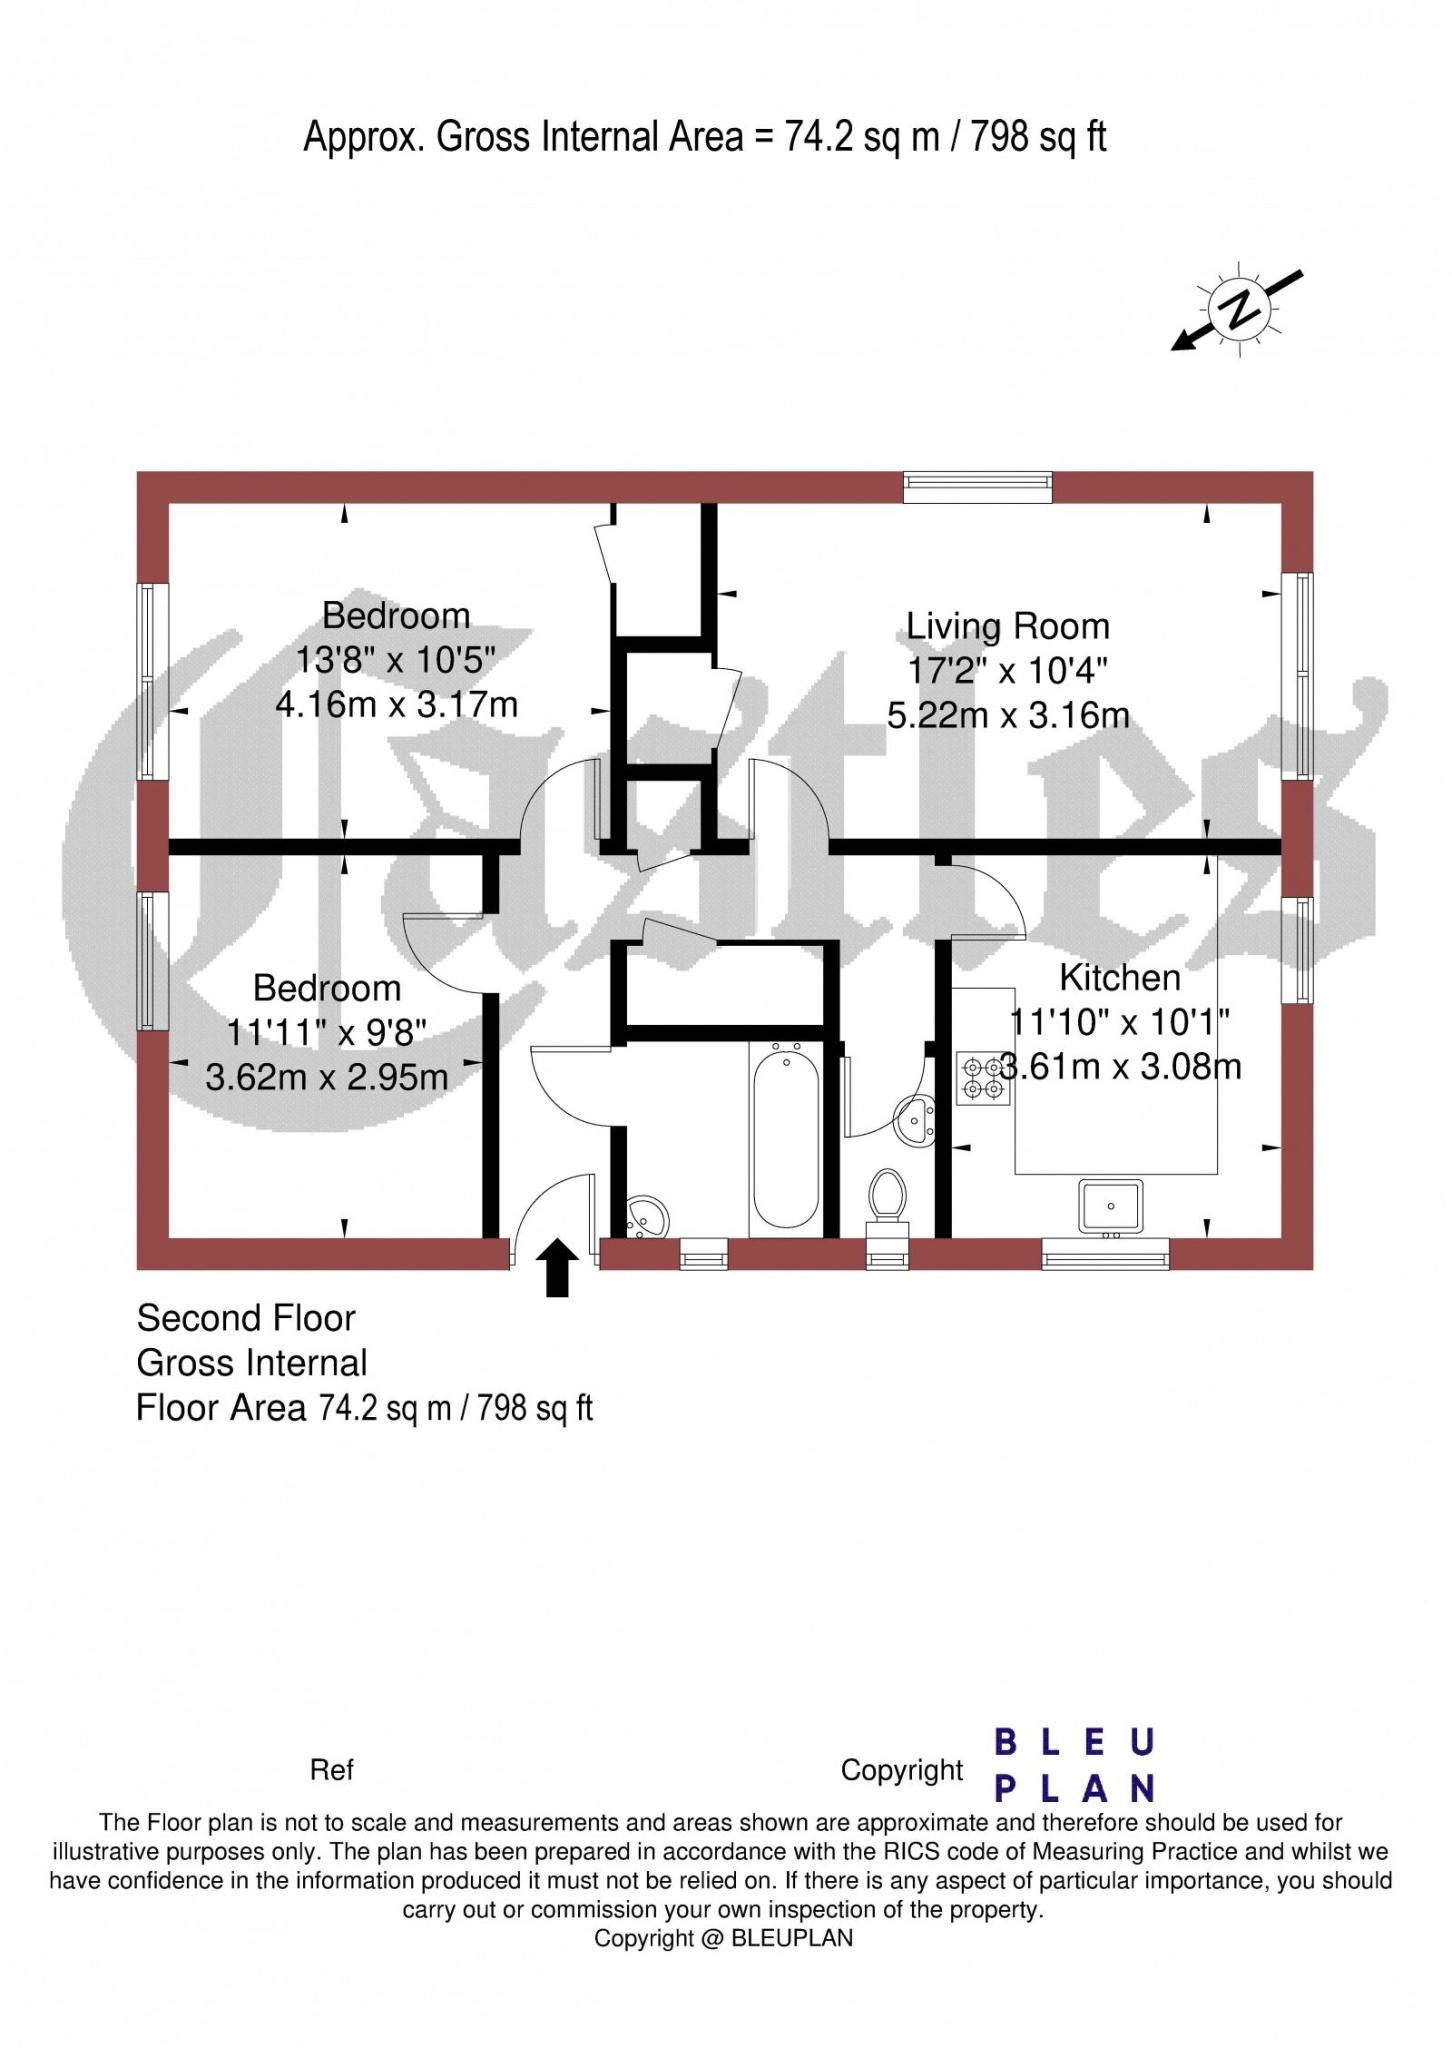 Approx. Gross Internal Area = 74.2 sq m / 798 sq ft
N
Bedroom
13'8" x 10'5"
4.16m x 3.17m
Living Room
17'2" x 10'4"
5.22m x 3.16m
Castles
Bedroom
11'11" x 9'8"
3.62m x 2.95m
Kitchen
11'10" x 10'1"
3.61m x 3.08m
Second Floor
Gross Internal
Floor Area 74.2 sq m / 798 sq ft
Ref
Copyright
BLEU
PLAN
The Floor plan is not to scale and measurements and areas shown are approximate and therefore should be used for
illustrative purposes only. The plan has been prepared in accordance with the RICS code of Measuring Practice and whilst we
have confidence in the information produced it must not be relied on. If there is any aspect of particular importance, you should
carry out or commission your own inspection of the property.
Copyright @ BLEUPLAN